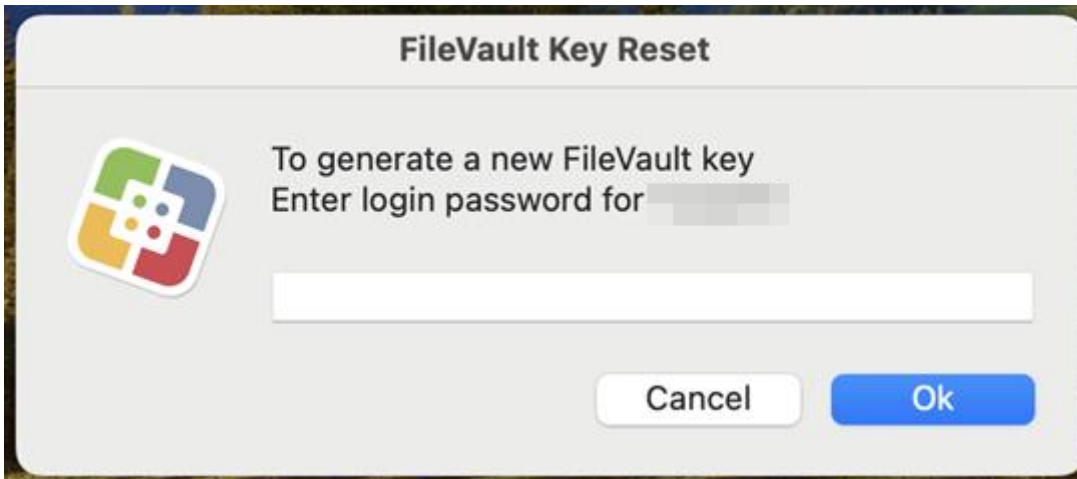 FileVault Key Reset
To generate a new FileVault key
Enter login password for
Cancel
Ok